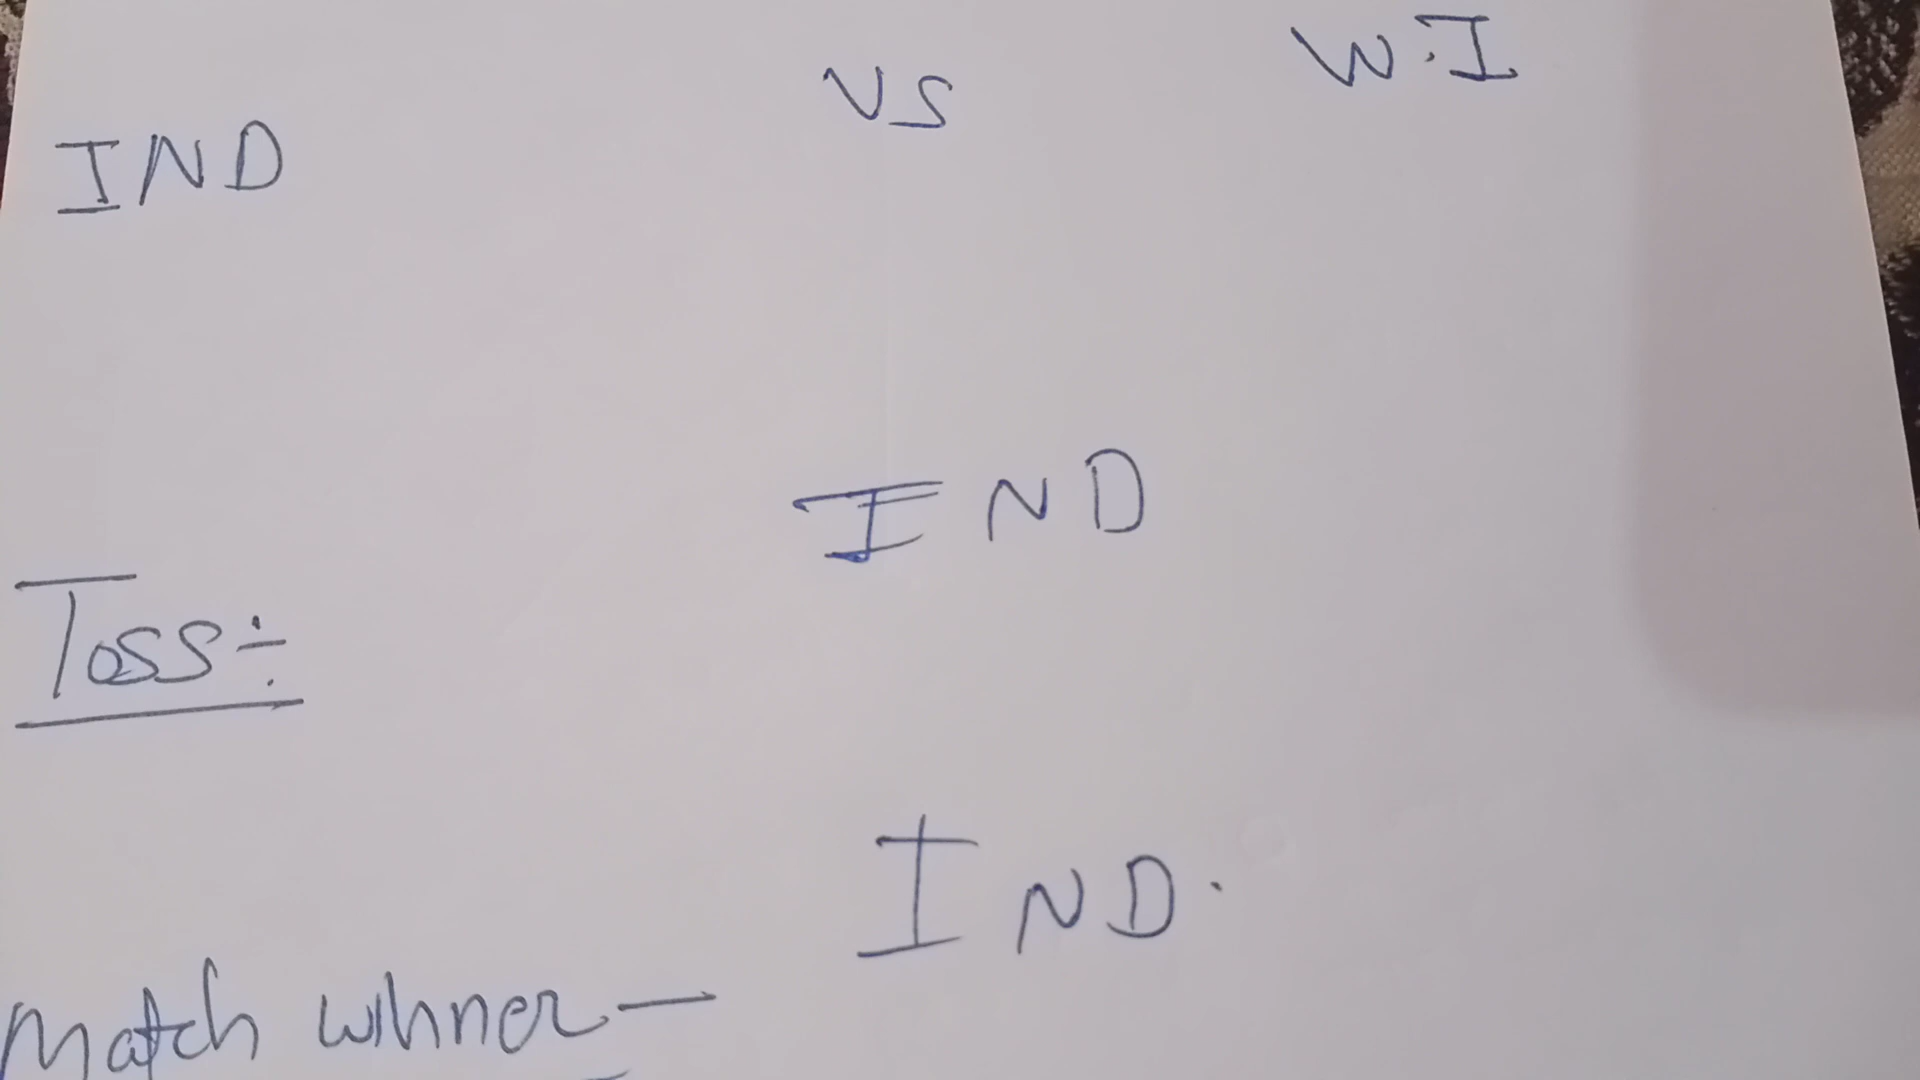 IND VS W.I
Toss:- IND
Match winner - IND.